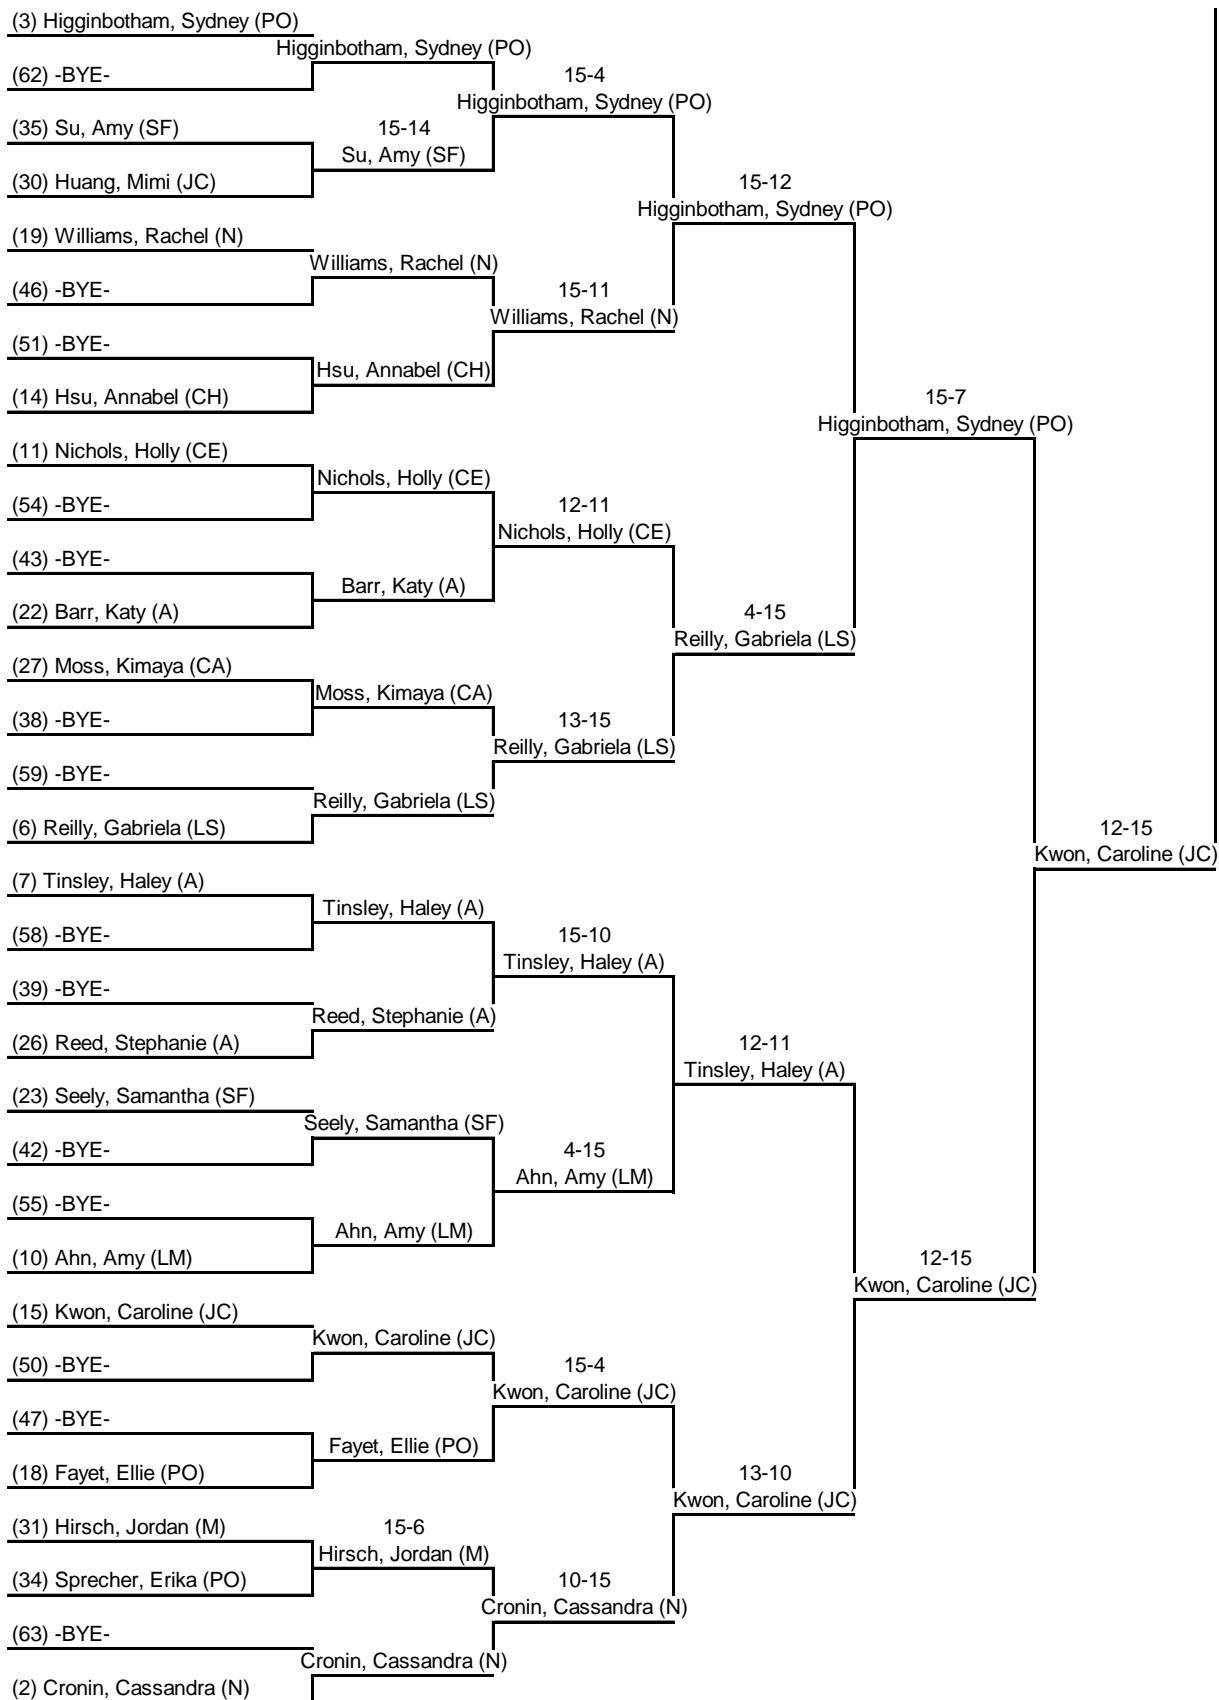 (3) Higginbotham, Sydney (PO)
Higginbotham, Sydney (PO)
(62) -BYE-
15-4
Higginbotham, Sydney (PO)
(35) Su, Amy (SF)
15-14
Su, Amy (SF)
(30) Huang, Mimi (JC)
15-12
Higginbotham, Sydney (PO)
(19) Williams, Rachel (N)
Williams, Rachel (N)
(46) -BYE-
15-11
Williams, Rachel (N)
(51) -BYE-
Hsu, Annabel (CH)
(14) Hsu, Annabel (CH)
15-7
Higginbotham, Sydney (PO)
(11) Nichols, Holly (CE)
Nichols, Holly (CE)
(54) -BYE-
12-11
Nichols, Holly (CE)
(43) -BYE-
Barr, Katy (A)
(22) Barr, Katy (A)
4-15
Reilly, Gabriela (LS)
(27) Moss, Kimaya (CA)
Moss, Kimaya (CA)
(38) -BYE-
13-15
Reilly, Gabriela (LS)
(59) -BYE-
Reilly, Gabriela (LS)
(6) Reilly, Gabriela (LS)
12-15
Kwon, Caroline (JC)
(7) Tinsley, Haley (A)
Tinsley, Haley (A)
(58) -BYE-
15-10
Tinsley, Haley (A)
(39) -BYE-
Reed, Stephanie (A)
(26) Reed, Stephanie (A)
12-11
Tinsley, Haley (A)
(23) Seely, Samantha (SF)
Seely, Samantha (SF)
(42) -BYE-
4-15
Ahn, Amy (LM)
(55) -BYE-
Ahn, Amy (LM)
(10) Ahn, Amy (LM)
12-15
Kwon, Caroline (JC)
(15) Kwon, Caroline (JC)
Kwon, Caroline (JC)
(50) -BYE-
15-4
Kwon, Caroline (JC)
(47) -BYE-
Fayet, Ellie (PO)
(18) Fayet, Ellie (PO)
13-10
Kwon, Caroline (JC)
(31) Hirsch, Jordan (M)
15-6
Hirsch, Jordan (M)
(34) Sprecher, Erika (PO)
10-15
Cronin, Cassandra (N)
(63) -BYE-
Cronin, Cassandra (N)
(2) Cronin, Cassandra (N)